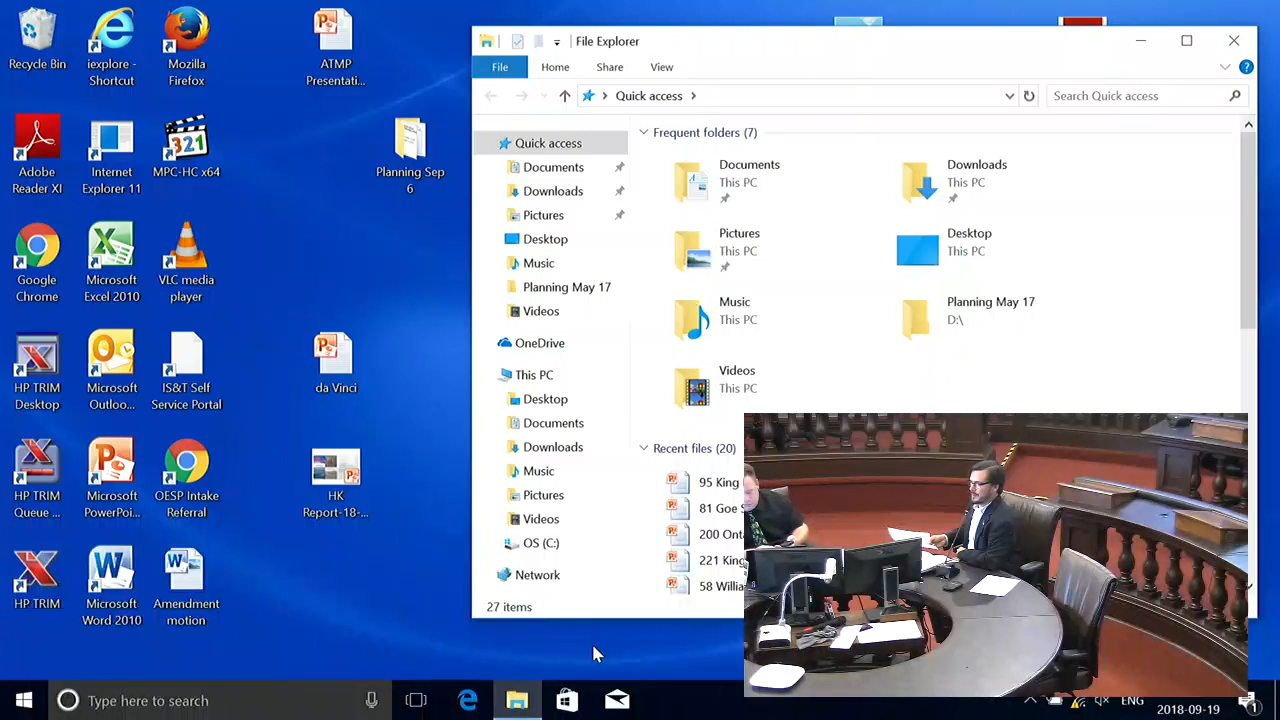 Recycle Bin
iexplore -
Shortcut
Mozilla
Firefox
ATMP
Presentati...
Adobe
Reader XI
Internet
Explorer 11
MPC-HC x64
321
Planning Sep
6
Google
Chrome
Microsoft
Excel 2010
VLC media
player
HP TRIM
Desktop
Microsoft
Outloo...
IS&T Self
Service Portal
da Vinci
HP TRIM
Queue ...
Microsoft
PowerPoi...
OESP Intake
Referral
HK
Report-18-...
HP TRIM
Microsoft
Word 2010
Amendment
motion
File Explorer
File
Home
Share
View
Quick access
Search Quick access
Quick access
Documents
Downloads
Pictures
Desktop
Music
Planning May 17
Videos
OneDrive
This PC
Desktop
Documents
Downloads
Music
Pictures
Videos
OS (C:)
Network
27 items
Frequent folders (7)
Documents
This PC
Downloads
This PC
Pictures
This PC
Desktop
This PC
Music
This PC
Planning May 17
D:\
Videos
This PC
Recent files (20)
95 King
81 Goe S
200 Ont
221 King
58 Willia
Type here to search
ENG
2018-09-19
1